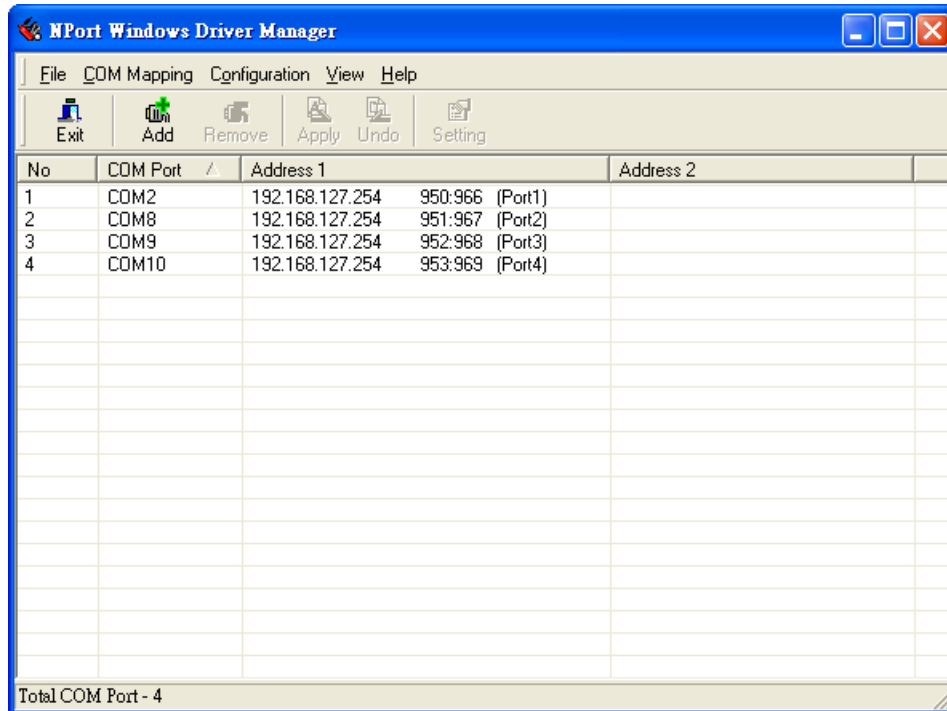 NPort Windows Driver Manager
File COM Mapping Configuration View Help
Exit Add Remove Apply Undo Setting
No COM Port Address 1 Address 2
1 COM2 192.168.127.254 950:966 (Port1)
2 COM8 192.168.127.254 951:967 (Port2)
3 COM9 192.168.127.254 952:968 (Port3)
4 COM10 192.168.127.254 953:969 (Port4)
Total COM Port - 4